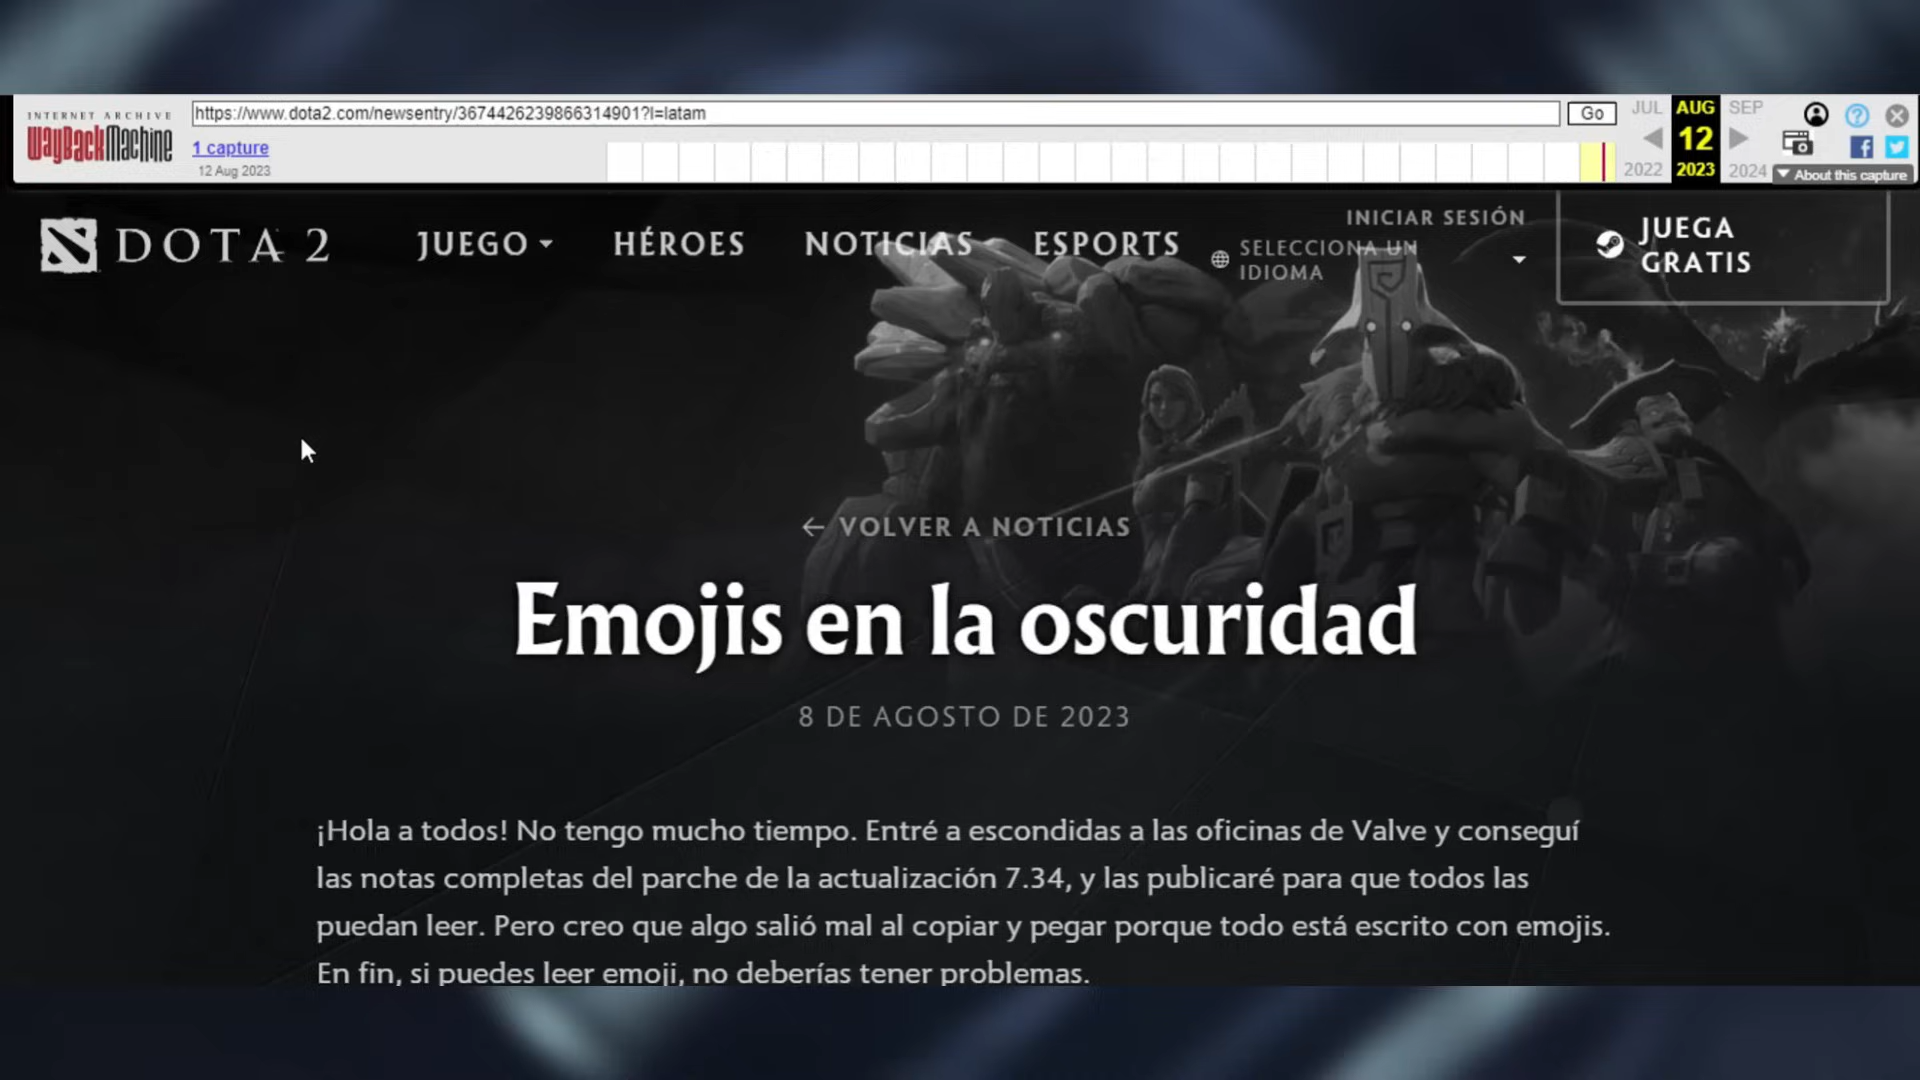 INTERNET ARCHIVE
WayBackMachine
https://www.dota2.com/newsentry/3674426239866314901?l=latam
Go
JUL
AUG
SEP
1 capture
12 Aug 2023
12
2022
2023
2024
About this capture
DOTA 2
JUEGO
HÉROES
NOTICIAS
ESPORTS
INICIAR SESIÓN
SELECCIONA UN
IDIOMA
JUEGA
GRATIS
← VOLVER A NOTICIAS
Emojis en la oscuridad
8 DE AGOSTO DE 2023
¡Hola a todos! No tengo mucho tiempo. Entré a escondidas a las oficinas de Valve y conseguí
las notas completas del parche de la actualización 7.34, y las publicaré para que todos las
puedan leer. Pero creo que algo salió mal al copiar y pegar porque todo está escrito con emojis.
En fin, si puedes leer emoji, no deberías tener problemas.